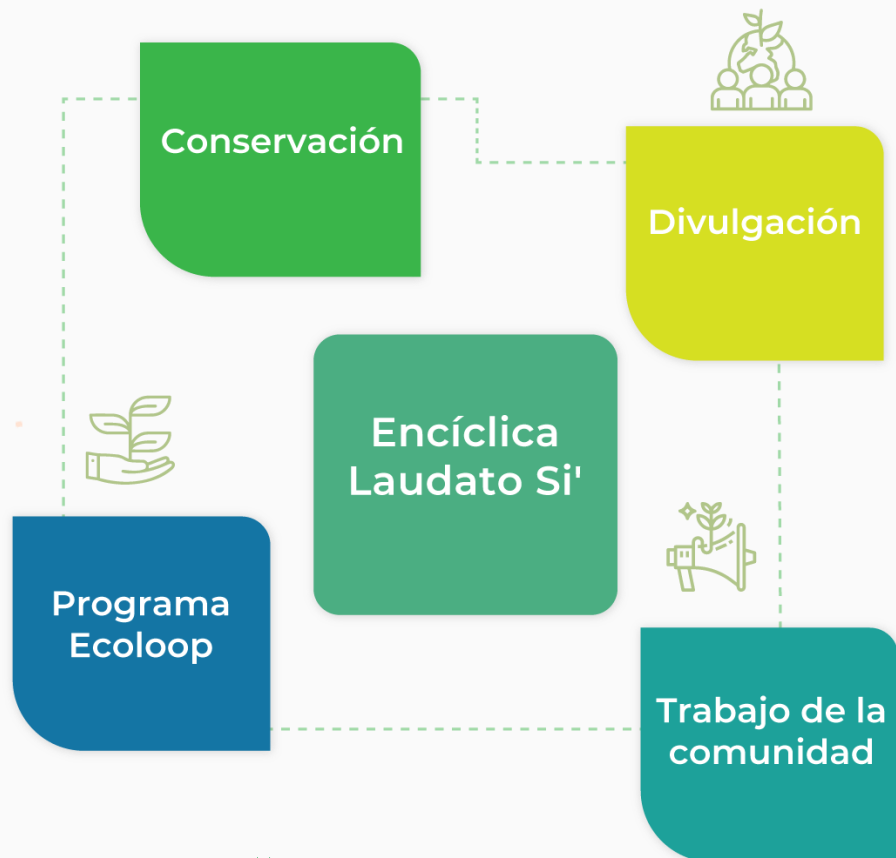 Conservación
Divulgación
Encíclica
Laudato Si'
Programa
Ecoloop
Trabajo de la
comunidad